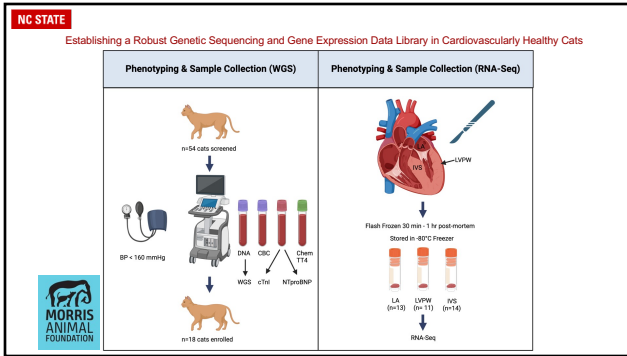 NC STATE
Establishing a Robust Genetic Sequencing and Gene Expression Data Library in Cardiovascularly Healthy Cats
Phenotyping & Sample Collection (WGS)
n=54 cats screened
BP < 160 mmHg
DNA CBC Chem
TT4
WGS cTnI NTproBNP
n=18 cats enrolled
Phenotyping & Sample Collection (RNA-Seq)
LA
LVPW
IVS
Flash Frozen 30 min - 1 hr post-mortem
Stored in -80°C Freezer
LA LVPW IVS
(n=13) (n= 11) (n=14)
RNA-Seq
MORRIS
ANIMAL
FOUNDATION